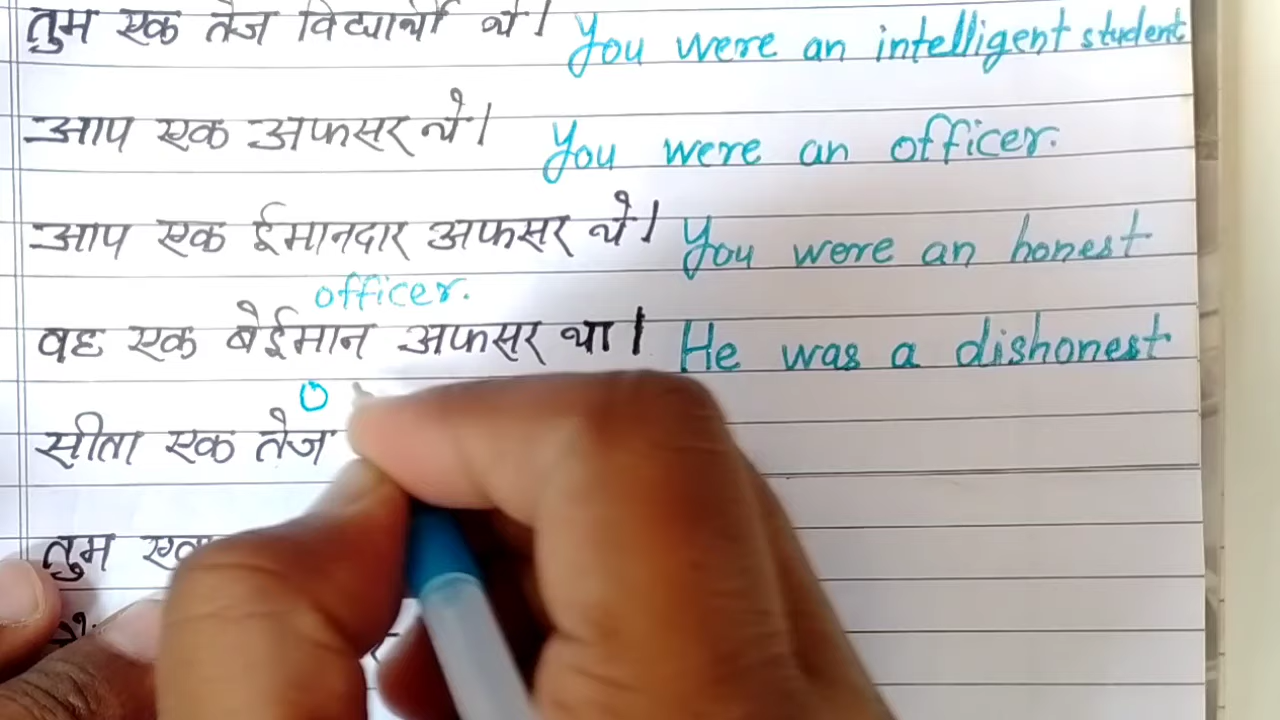 तुम एक तेज विद्यार्थी थे। You were an intelligent student
आप एक अफसर थे। You were an officer.
आप एक ईमानदार अफसर थे। You were an honest
officer.
वह एक बेईमान अफसर था। He was a dishonest
o
सीता एक तेज
तुम एक